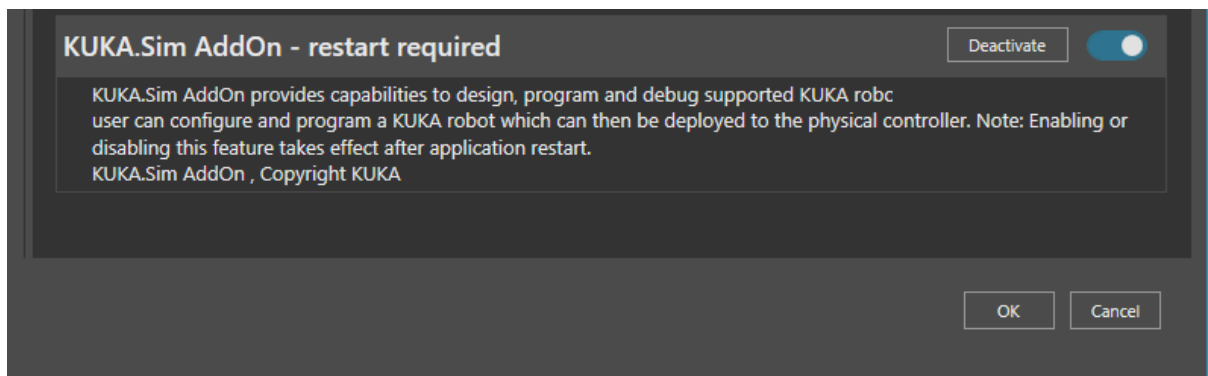 KUKA.Sim AddOn - restart required
Deactivate
KUKA.Sim AddOn provides capabilities to design, program and debug supported KUKA robc
user can configure and program a KUKA robot which can then be deployed to the physical controller. Note: Enabling or
disabling this feature takes effect after application restart.
KUKA.Sim AddOn , Copyright KUKA
OK
Cancel